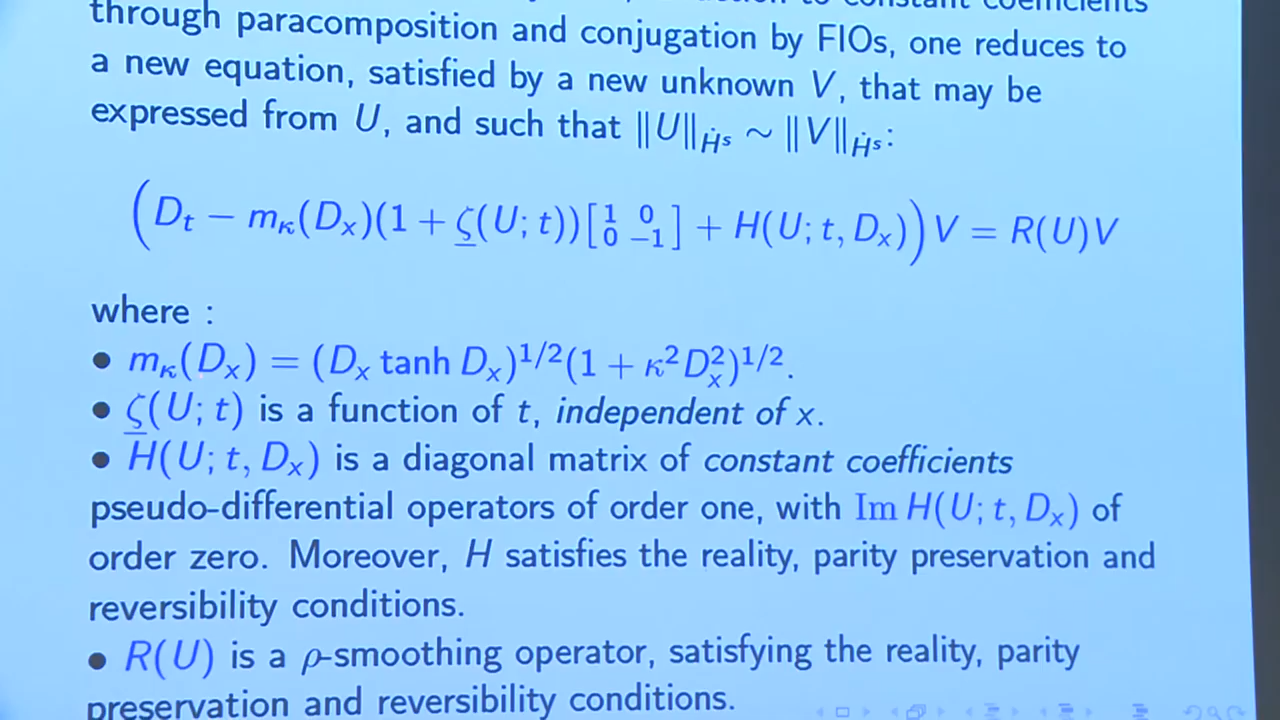 through paracomposition and conjugation by FIOs, one reduces to
a new equation, satisfied by a new unknown V, that may be
expressed from U, and such that ‖U‖_Ḣˢ ∼ ‖V‖_Ḣˢ:
(D_t − m_κ(D_x)(1 + ζ̲(U; t))[1 0 0 −1] + H(U; t, D_x))V = R(U)V
where :
• m_κ(D_x) = (D_x tanh D_x)^1/2(1 + κ²D_x²)^1/2.
• ζ̲(U; t) is a function of t, independent of x.
• H(U; t, D_x) is a diagonal matrix of constant coefficients
pseudo-differential operators of order one, with Im H(U; t, D_x) of
order zero. Moreover, H satisfies the reality, parity preservation and
reversibility conditions.
• R(U) is a ρ-smoothing operator, satisfying the reality, parity
preservation and reversibility conditions.